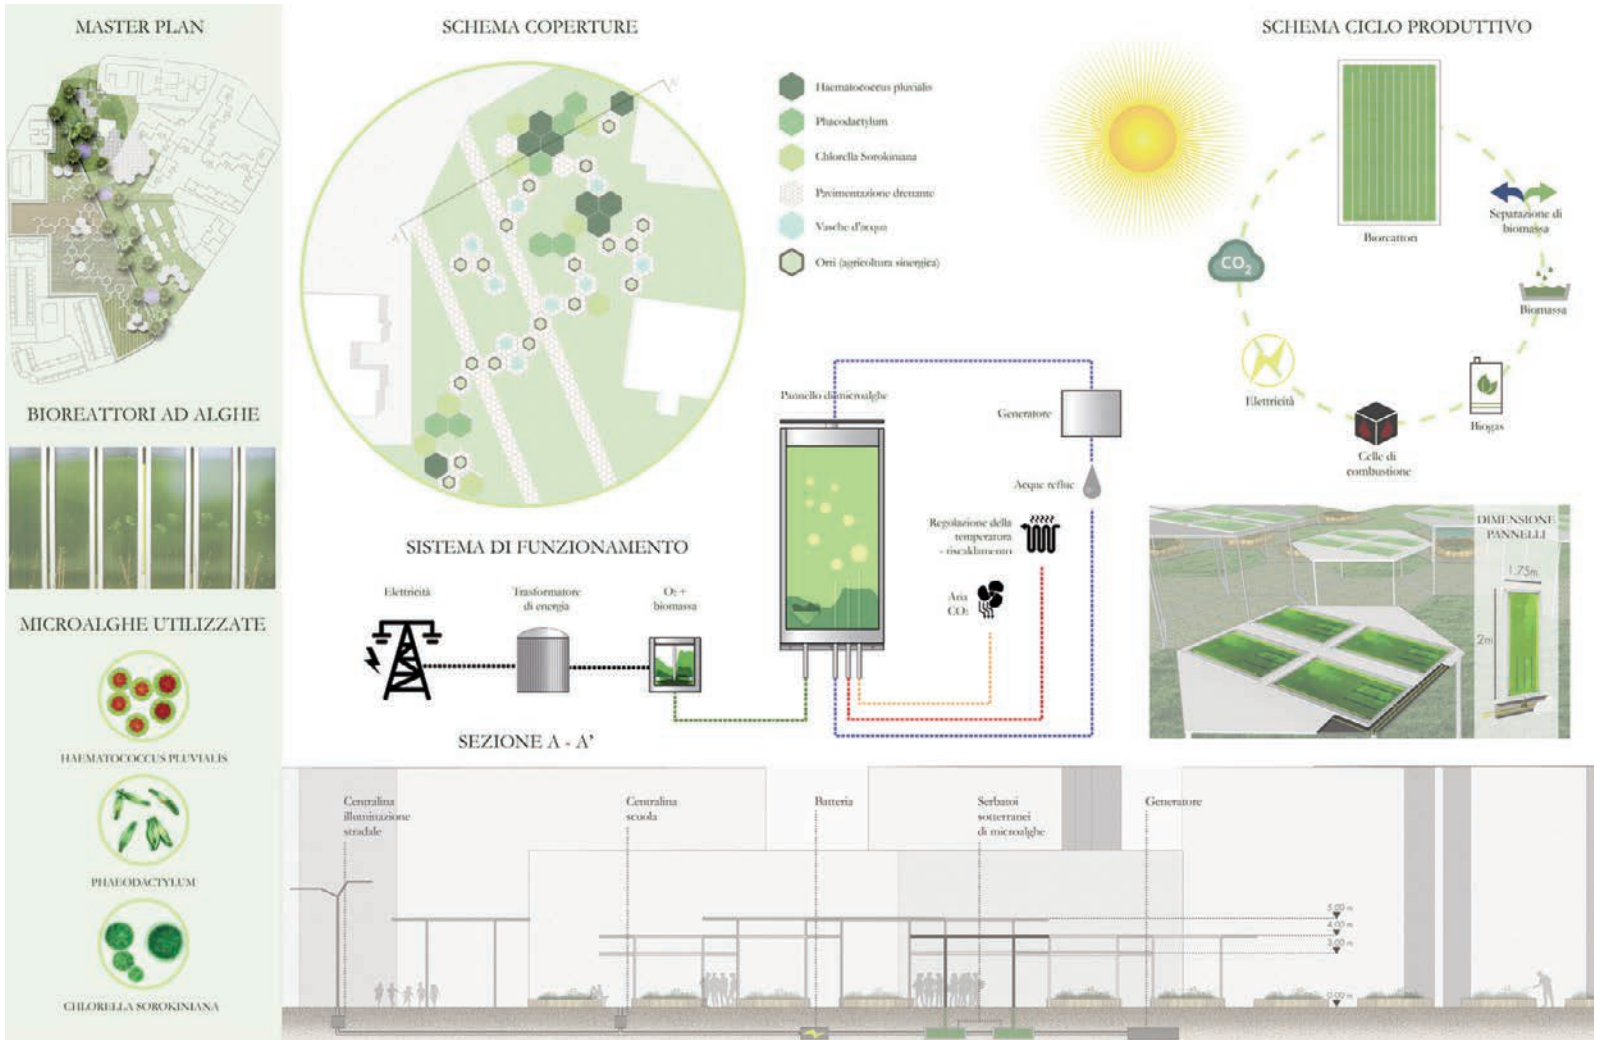 MASTER PLAN
BIOREATTORI AD ALGHE
MICROALGHE UTILIZZATE
HAEMATOCOCCUS PLUVIALIS
PHAEODACTYLUM
CHLORELLA SOROKINIANA
SCHEMA COPERTURE
A'
A
Haematococcus pluvialis
Phaeodactylum
Chlorella Sorokiniana
Pavimentazione drenante
Vasche d'acqua
Orti (agricoltura sinergica)
SISTEMA DI FUNZIONAMENTO
Elettricità
Trasformatore
di energia
O₂ +
biomassa
Pannello di microalghe
Generatore
Acque reflue
Regolazione della
temperatura
- riscaldamento
Aria
CO₂
SCHEMA CICLO PRODUTTIVO
Bioreattori
Separazione di
biomassa
Biomassa
Biogas
Celle di
combustione
Elettricità
CO₂
DIMENSIONE
PANNELLI
1.75m
2m
SEZIONE A - A'
Centralina
illuminazione
stradale
Centralina
scuola
Batteria
Serbatoi
sotterranei
di microalghe
Generatore
5.00 m
4.00 m
3.00 m
0.00 m